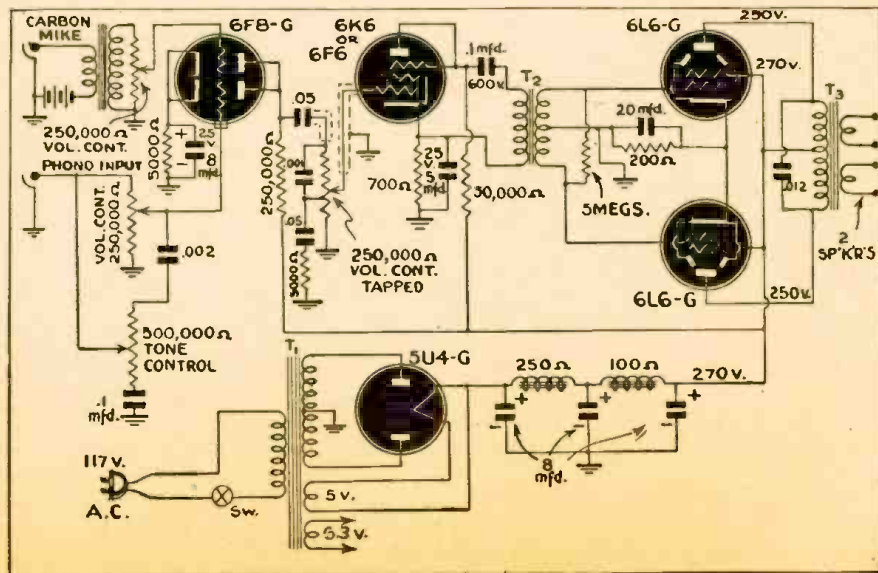 CARBON
MIKE
6F8-G
6K6
OR
6F6
.1 mfd.
600v.
T2
6L6-G
250v.
270v.
T3
250,000Ω
VOL. CONT.
PHONO INPUT
5000Ω
+
-
25
v.
8
mfd.
.05
250,000Ω
.001
.05
5000Ω
250,000Ω
VOL. CONT.
TAPPED
700Ω
25
v.
5
mfd.
50,000Ω
20 mfd.
200Ω
5 MEGS.
.012
2
SP'K'R'S
6L6-G
250v.
VOL. CONT.
250,000Ω
.002
500,000Ω
TONE
CONTROL
.1
mfd.
T1
5U4-G
250Ω
100Ω
270v.
+
+
+
-
-
-
8
mfd.
117 v.
A.C.
Sw.
5 v.
6.3 v.